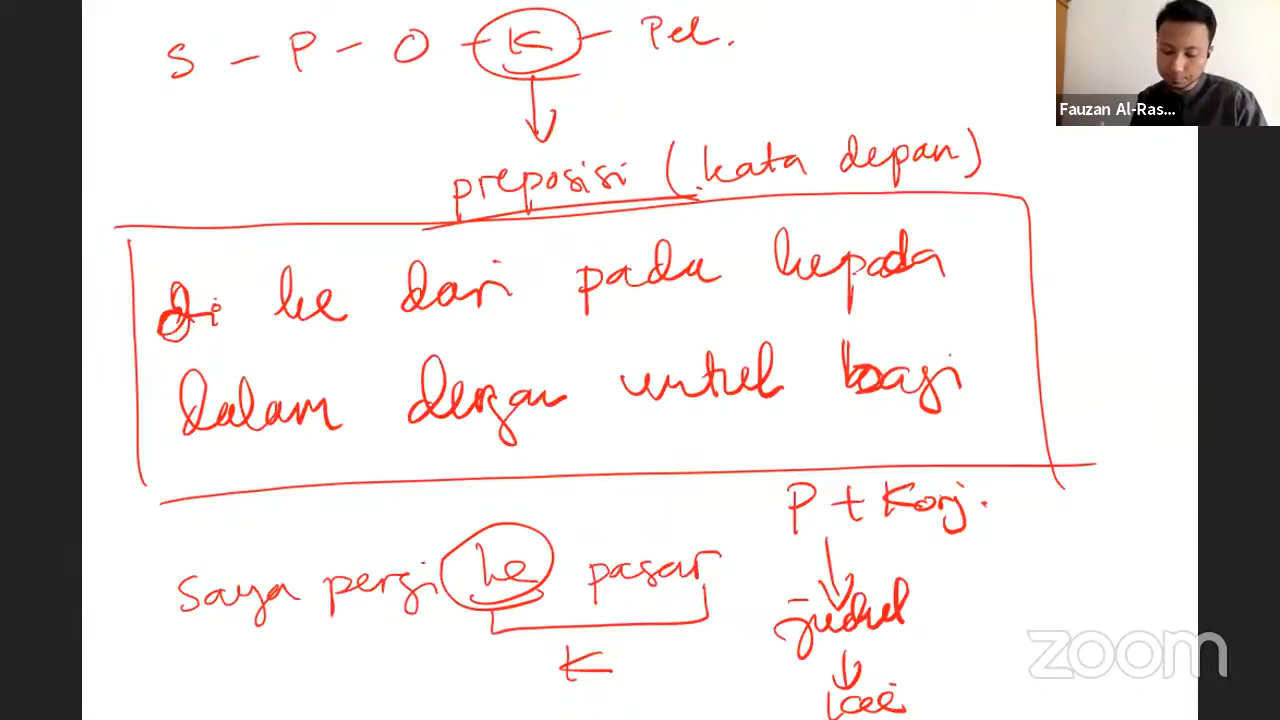 S - P - O - K - Pel.
Fauzan Al-Ras...
preposisi (kata depan)
di ke dari pada kepada
dalam dengan untuk bagi
P + Konj.
Saya pergi ke pasar
judul
K
zoom